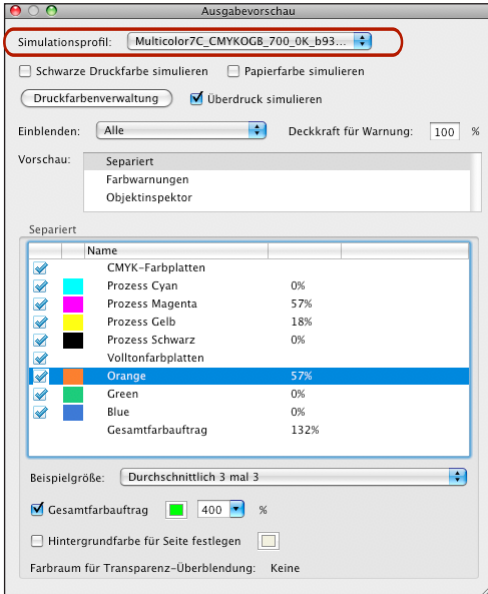 Ausgabevorschau
Simulationsprofil: Multicolor7C_CMYKOGB_700_0K_b93...
Schwarze Druckfarbe simulieren Papierfarbe simulieren
Druckfarbenverwaltung Überdruck simulieren
Einblenden: Alle Deckkraft für Warnung: 100 %
Vorschau: Separiert
Farbwarnungen
Objektinspektor
Separiert
Name
CMYK-Farbplatten
Prozess Cyan 0%
Prozess Magenta 57%
Prozess Gelb 18%
Prozess Schwarz 0%
Volltonfarbplatten
Orange 57%
Green 0%
Blue 0%
Gesamtfarbauftrag 132%
Beispielgröße: Durchschnittlich 3 mal 3
Gesamtfarbauftrag 400 %
Hintergrundfarbe für Seite festlegen
Farbraum für Transparenz-Überblendung: Keine